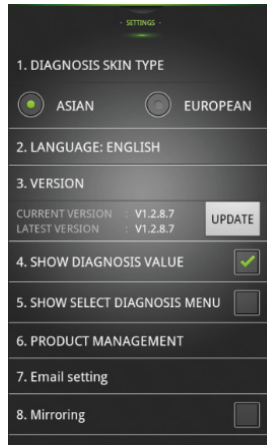 - SETTINGS -
1. DIAGNOSIS SKIN TYPE
ASIAN EUROPEAN
2. LANGUAGE: ENGLISH
3. VERSION
CURRENT VERSION : V1.2.8.7
LATEST VERSION : V1.2.8.7
UPDATE
4. SHOW DIAGNOSIS VALUE
5. SHOW SELECT DIAGNOSIS MENU
6. PRODUCT MANAGEMENT
7. Email setting
8. Mirroring